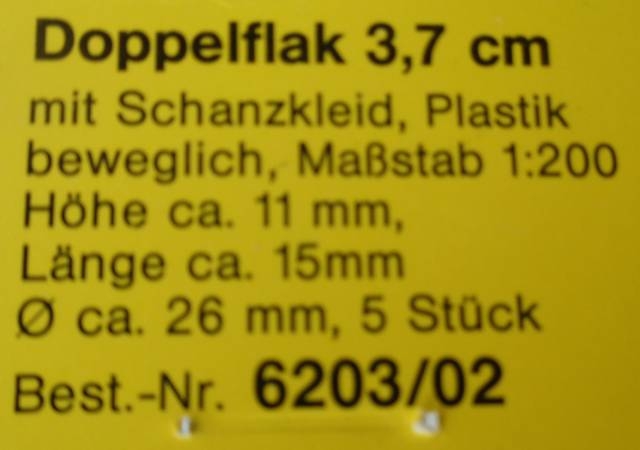 Doppelflak 3,7 cm
mit Schanzkleid, Plastik
beweglich, Maßstab 1:200
Höhe ca. 11 mm,
Länge ca. 15mm
Ø ca. 26 mm, 5 Stück
Best.-Nr. 6203/02